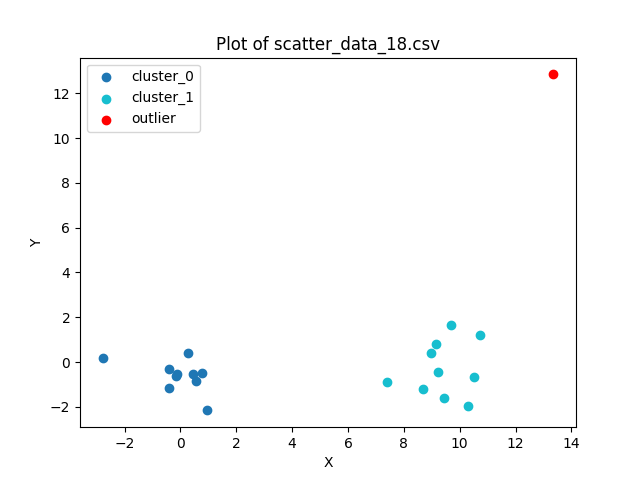 Plot of scatter_data_18.csv
cluster_0
cluster_1
outlier
12
10
8
6
4
2
0
−2
Y
−2 0 2 4 6 8 10 12 14
X